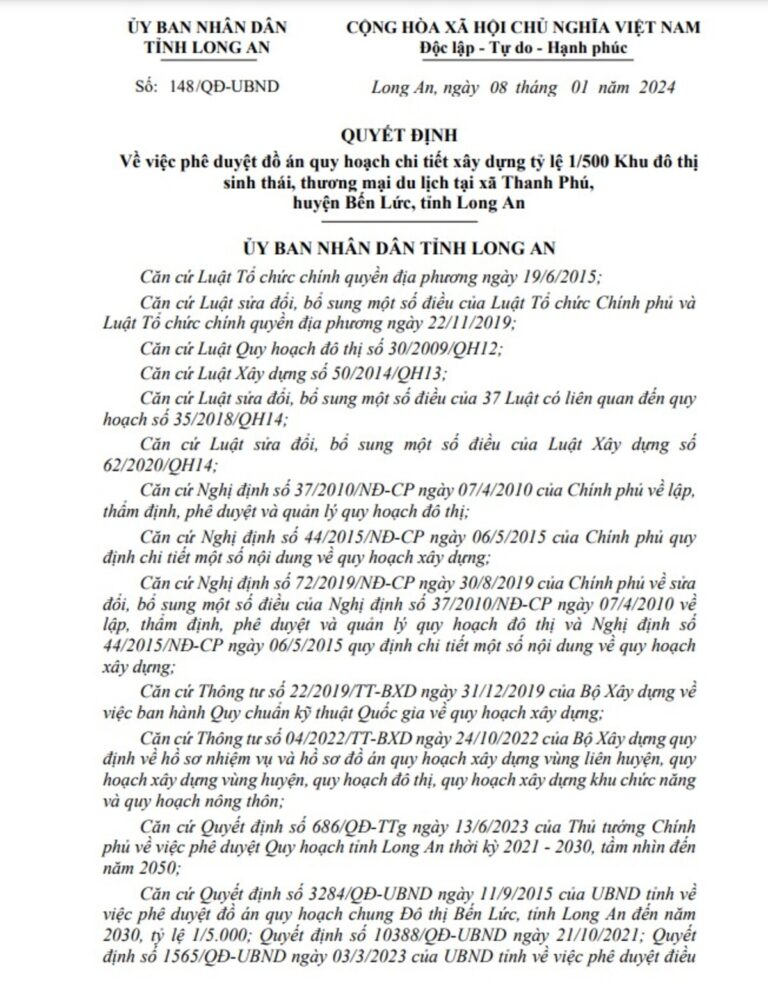 ỦY BAN NHÂN DÂN
TỈNH LONG AN
CỘNG HÒA XÃ HỘI CHỦ NGHĨA VIỆT NAM
Độc lập - Tự do - Hạnh phúc
Số: 148/QĐ-UBND
Long An, ngày 08 tháng 01 năm 2024
QUYẾT ĐỊNH
Về việc phê duyệt đồ án quy hoạch chi tiết xây dựng tỷ lệ 1/500 Khu đô thị
sinh thái, thương mại du lịch tại xã Thanh Phú,
huyện Bến Lức, tỉnh Long An
ỦY BAN NHÂN DÂN TỈNH LONG AN
Căn cứ Luật Tổ chức chính quyền địa phương ngày 19/6/2015;
Căn cứ Luật sửa đổi, bổ sung một số điều của Luật Tổ chức Chính phủ và
Luật Tổ chức chính quyền địa phương ngày 22/11/2019;
Căn cứ Luật Quy hoạch đô thị số 30/2009/QH12;
Căn cứ Luật Xây dựng số 50/2014/QH13;
Căn cứ Luật sửa đổi, bổ sung một số điều của 37 Luật có liên quan đến quy
hoạch số 35/2018/QH14;
Căn cứ Luật sửa đổi, bổ sung một số điều của Luật Xây dựng số
62/2020/QH14;
Căn cứ Nghị định số 37/2010/NĐ-CP ngày 07/4/2010 của Chính phủ về lập,
thẩm định, phê duyệt và quản lý quy hoạch đô thị;
Căn cứ Nghị định số 44/2015/NĐ-CP ngày 06/5/2015 của Chính phủ quy
định chi tiết một số nội dung về quy hoạch xây dựng;
Căn cứ Nghị định số 72/2019/NĐ-CP ngày 30/8/2019 của Chính phủ về sửa
đổi, bổ sung một số điều của Nghị định số 37/2010/NĐ-CP ngày 07/4/2010 về
lập, thẩm định, phê duyệt và quản lý quy hoạch đô thị và Nghị định số
44/2015/NĐ-CP ngày 06/5/2015 quy định chi tiết một số nội dung về quy hoạch
xây dựng;
Căn cứ Thông tư số 22/2019/TT-BXD ngày 31/12/2019 của Bộ Xây dựng về
việc ban hành Quy chuẩn kỹ thuật Quốc gia về quy hoạch xây dựng;
Căn cứ Thông tư số 04/2022/TT-BXD ngày 24/10/2022 của Bộ Xây dựng quy
định về hồ sơ nhiệm vụ và hồ sơ đồ án quy hoạch xây dựng vùng liên huyện, quy
hoạch xây dựng vùng huyện, quy hoạch đô thị, quy hoạch xây dựng khu chức năng
và quy hoạch nông thôn;
Căn cứ Quyết định số 686/QĐ-TTg ngày 13/6/2023 của Thủ tướng Chính
phủ về việc phê duyệt Quy hoạch tỉnh Long An thời kỳ 2021 - 2030, tầm nhìn đến
năm 2050;
Căn cứ Quyết định số 3284/QĐ-UBND ngày 11/9/2015 của UBND tỉnh về
việc phê duyệt đồ án quy hoạch chung Đô thị Bến Lức, tỉnh Long An đến năm
2030, tỷ lệ 1/5.000; Quyết định số 10388/QĐ-UBND ngày 21/10/2021; Quyết
định số 1565/QĐ-UBND ngày 03/3/2023 của UBND tỉnh về việc phê duyệt điều